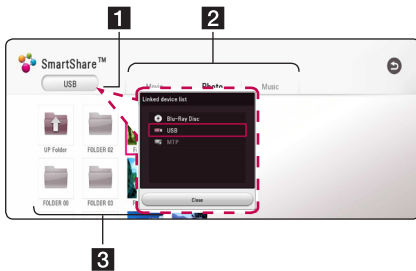 1
2
SmartShare™
USB
Photo
Music
Linked device list
Blu-Ray Disc
USB
MTP
Close
UP Folder
FOLDER 02
FOLDER 00
FOLDER 03
3